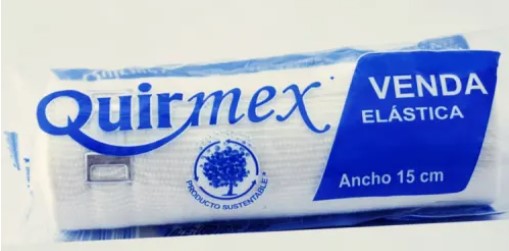 Quirmex
VENDA
ELÁSTICA
PRODUCTO SUSTENTABLE
Ancho 15 cm